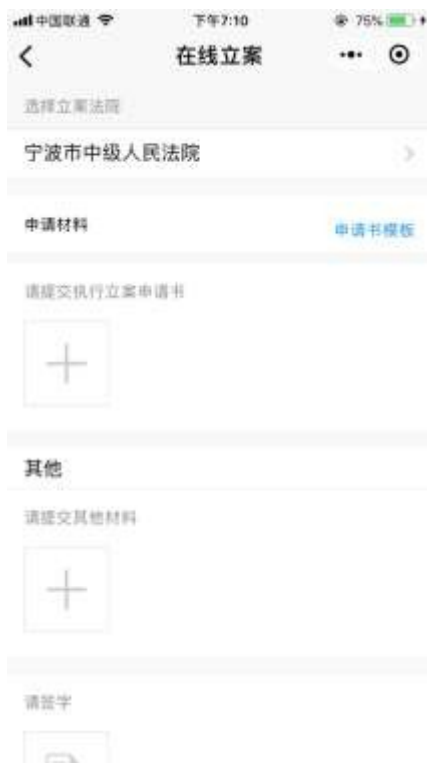 中国联通 下午7:10 75%
在线立案
选择立案法院
宁波市中级人民法院
申请材料 申请书模板
请提交执行立案申请书
其他
请提交其他材料
请签字